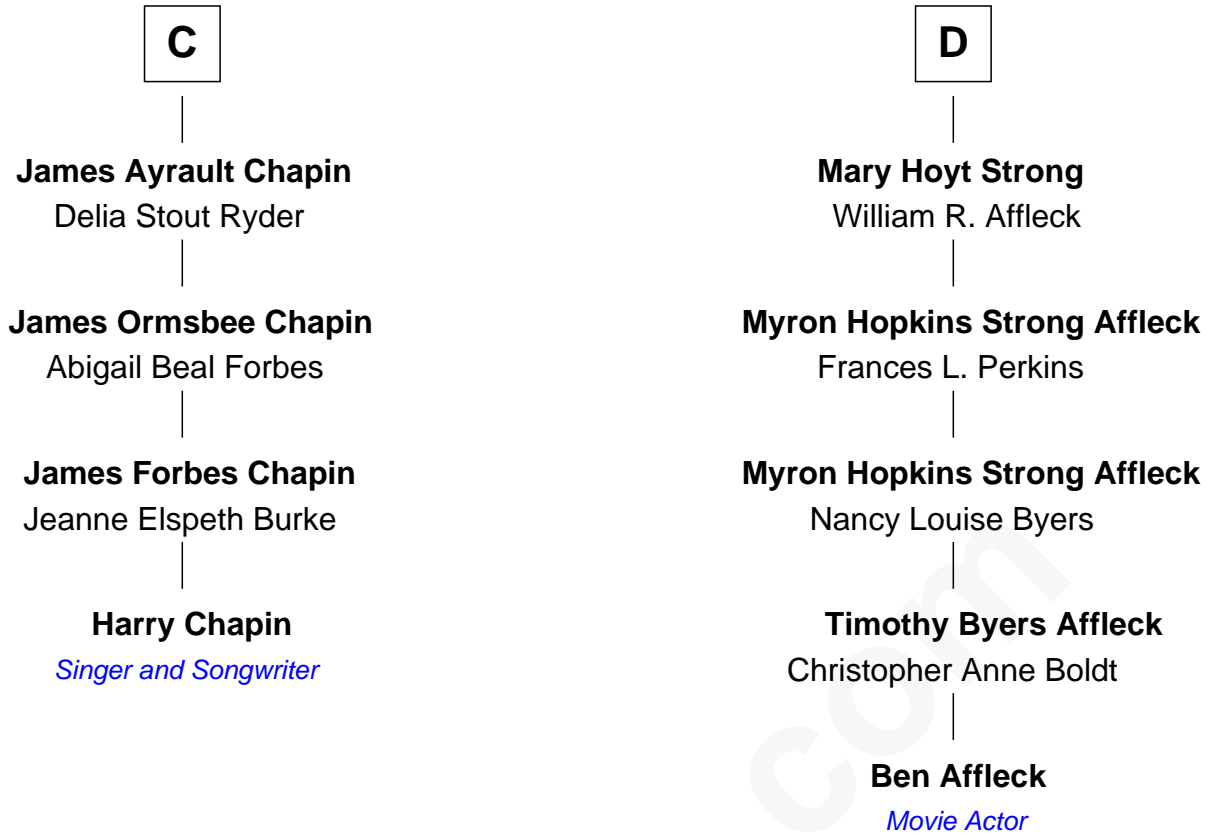 C
James Ayrault Chapin
Delia Stout Ryder
James Ormsbee Chapin
Abigail Beal Forbes
James Forbes Chapin
Jeanne Elspeth Burke
Harry Chapin
Singer and Songwriter
D
Mary Hoyt Strong
William R. Affleck
Myron Hopkins Strong Affleck
Frances L. Perkins
Myron Hopkins Strong Affleck
Nancy Louise Byers
Timothy Byers Affleck
Christopher Anne Boldt
Ben Affleck
Movie Actor
com